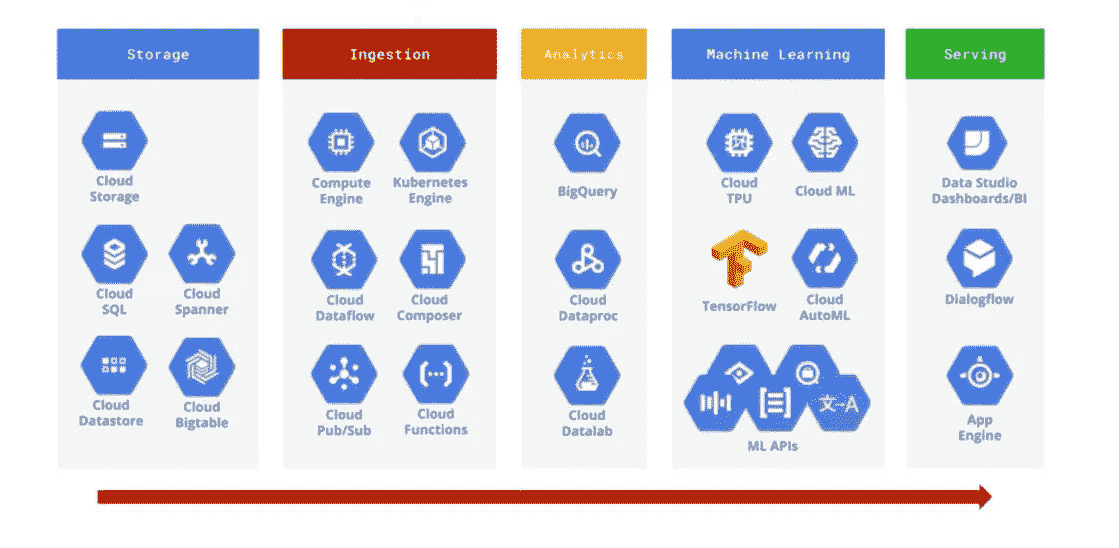 Storage
Ingestion
Analytics
Machine Learning
Serving
Cloud
Storage
Cloud
SQL
Cloud
Spanner
Cloud
Datastore
Cloud
Bigtable
Compute
Engine
Kubernetes
Engine
Cloud
Dataflow
Cloud
Composer
Cloud
Pub/Sub
Cloud
Functions
BigQuery
Cloud
Dataproc
Cloud
Datalab
Cloud
TPU
Cloud ML
TensorFlow
Cloud
AutoML
文→A
ML APIs
Data Studio
Dashboards/BI
Dialogflow
App
Engine